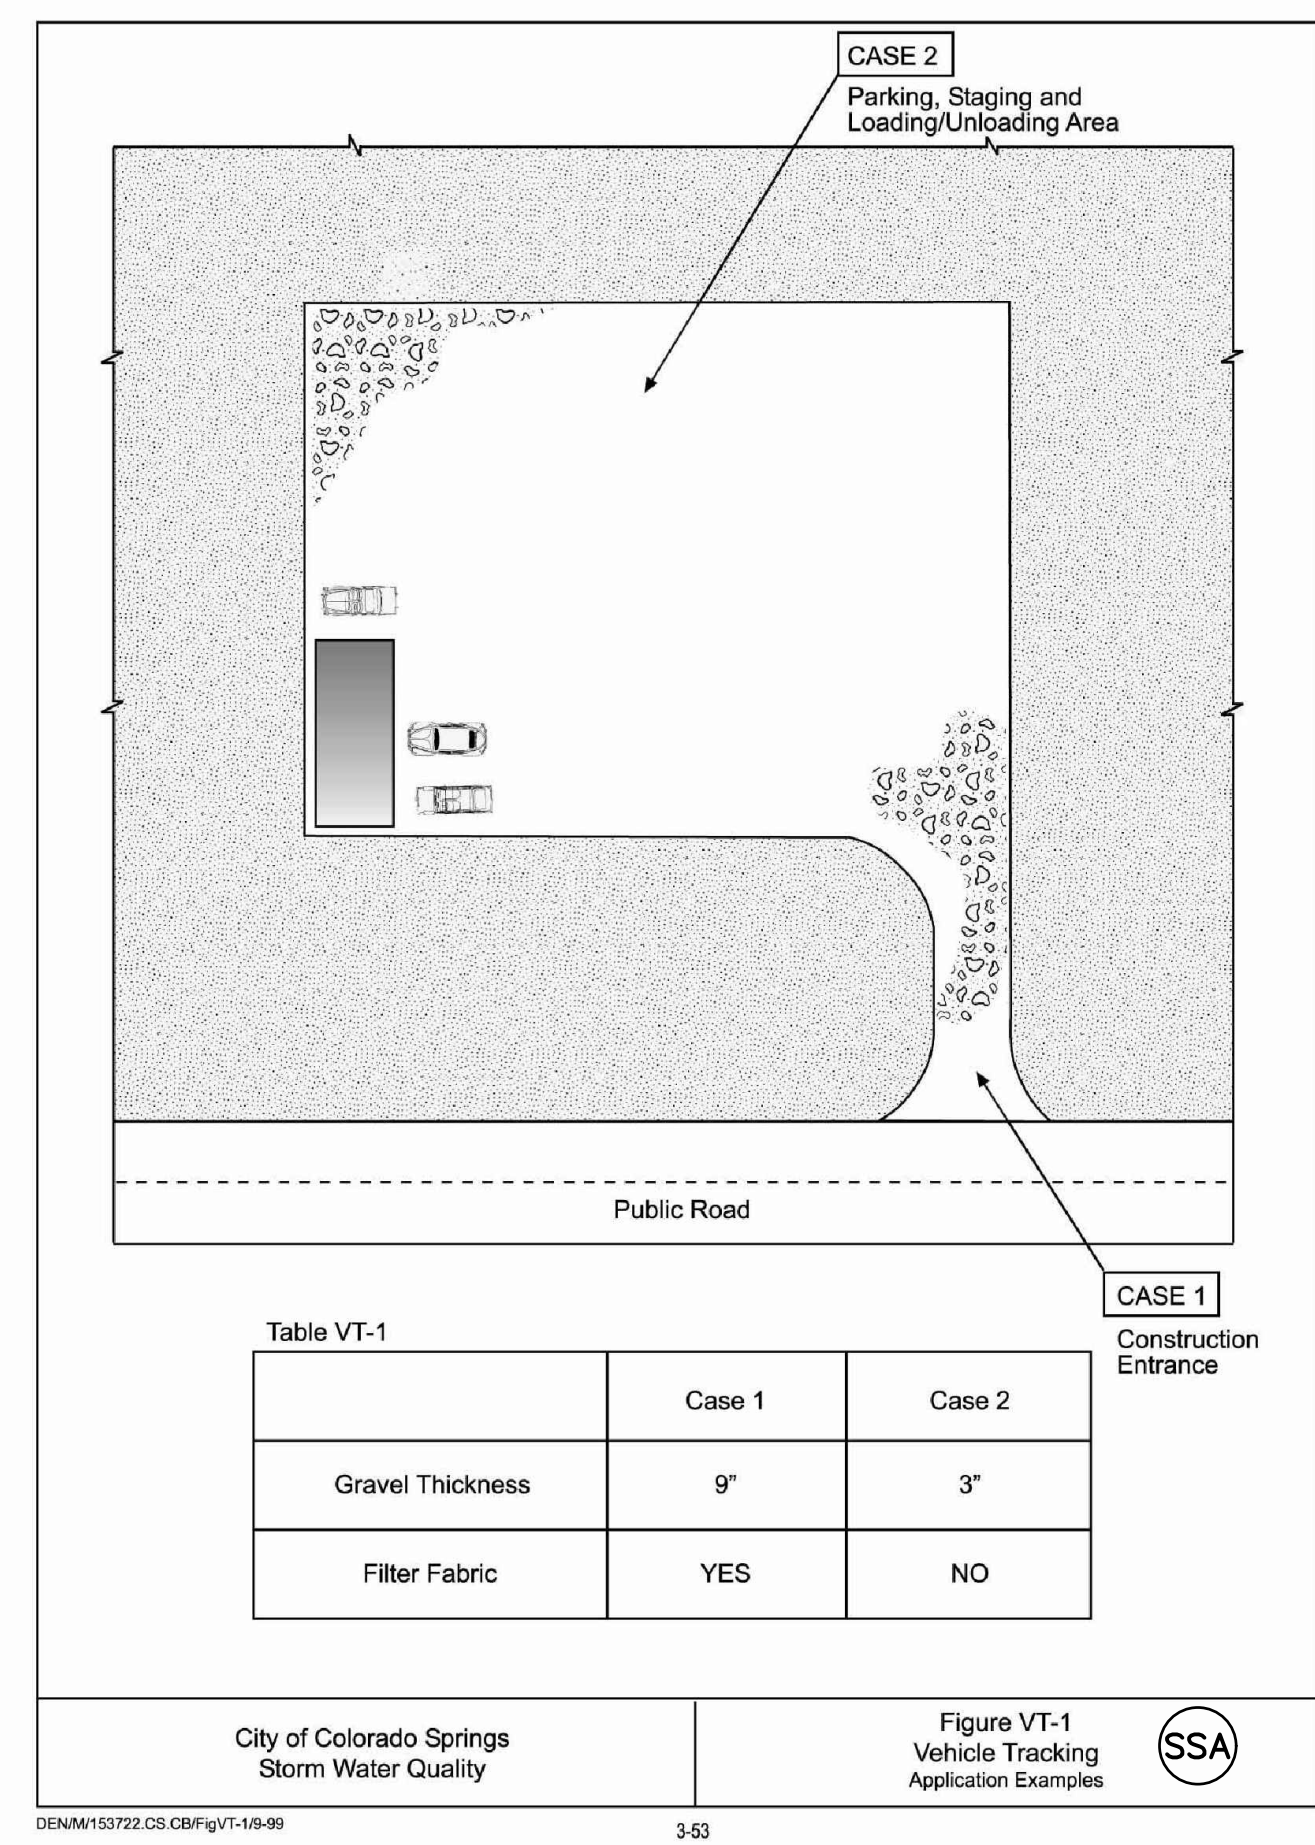 CASE 2
Parking, Staging and
Loading/Unloading Area
Public Road
CASE 1
Construction
Entrance
Table VT-1
Case 1 Case 2
Gravel Thickness 9” 3”
Filter Fabric YES NO
City of Colorado Springs
Storm Water Quality
Figure VT-1
Vehicle Tracking
Application Examples
SSA
DEN/M/153722.CS.CB/FigVT-1/9-99
3-53